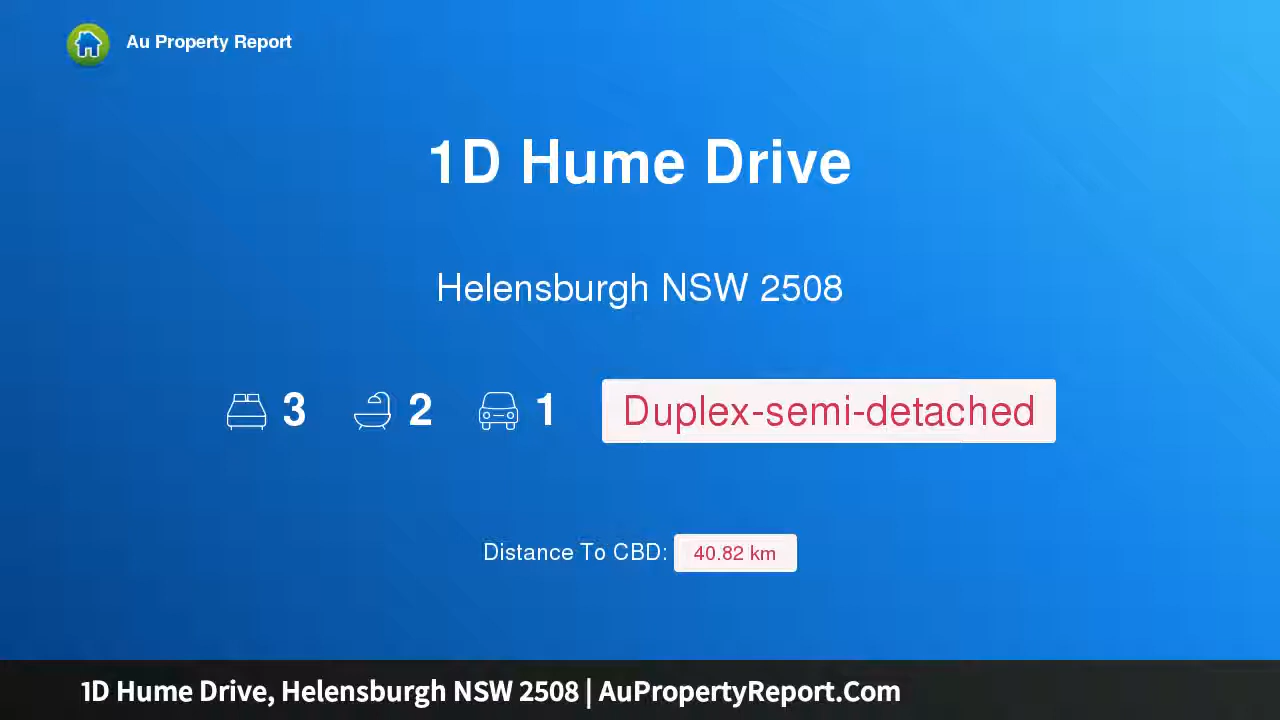 Au Property Report
1D Hume Drive
Helensburgh NSW 2508
3 2 1 Duplex-semi-detached
Distance To CBD: 40.82 km
1D Hume Drive, Helensburgh NSW 2508 | AuPropertyReport.Com